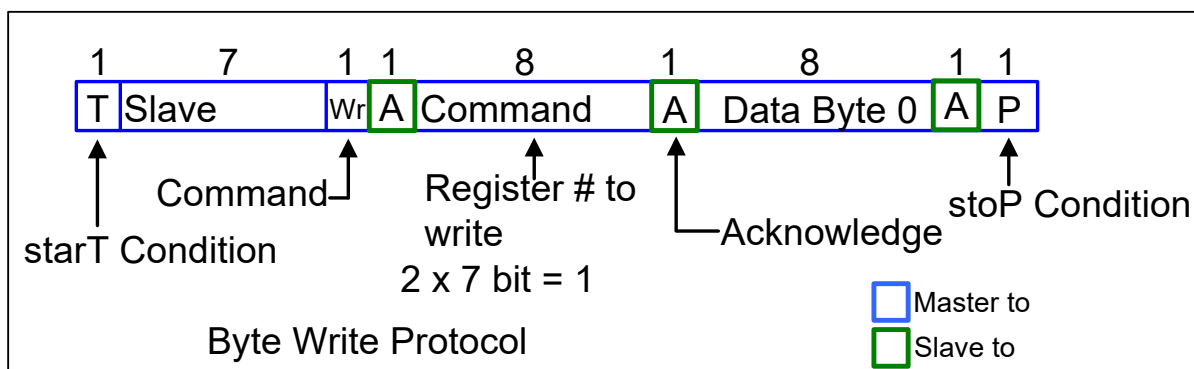 1 7 1 1 8 1 8 1 1
T Slave Wr A Command A Data Byte 0 A P
Command
Register # to
write
2 x 7 bit = 1
Acknowledge
stoP Condition
starT Condition
Byte Write Protocol
Master to
Slave to